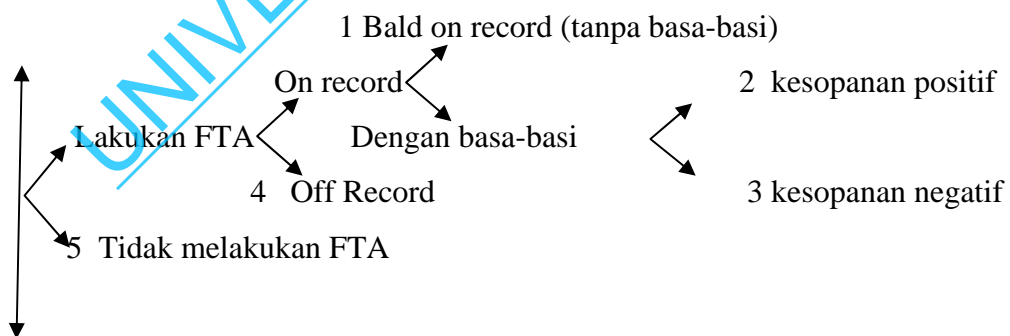 1 Bald on record (tanpa basa-basi)
On record 2 kesopanan positif
Lakukan FTA Dengan basa-basi
4 Off Record 3 kesopanan negatif
5 Tidak melakukan FTA